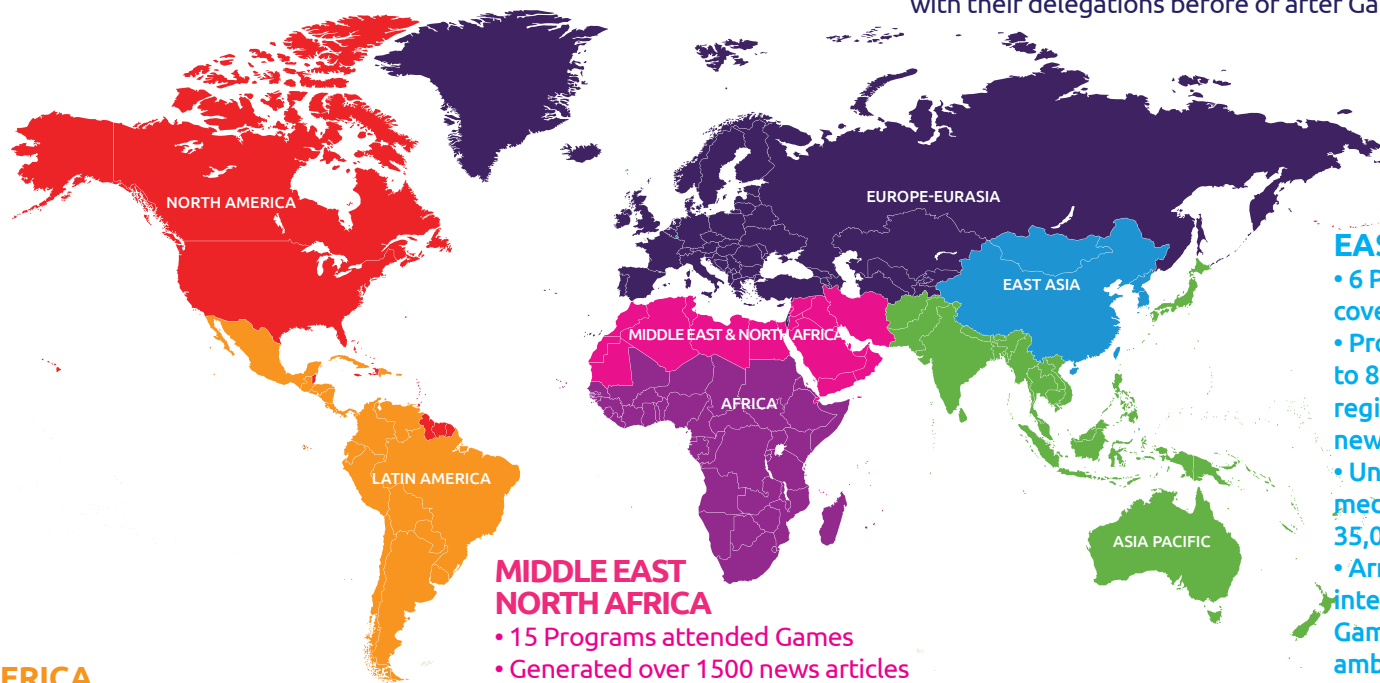 with their delegations before or after Ga
NORTH AMERICA
EUROPE-EURASIA
EAST ASIA
MIDDLE EAST & NORTH AFRICA
AFRICA
LATIN AMERICA
ASIA PACIFIC
EAS
• 6 P
cove
• Pro
to 8
regi
new
• Un
med
35,0
• Arr
inte
Gam
amb
MIDDLE EAST
NORTH AFRICA
• 15 Programs attended Games
• Generated over 1500 news articles
ERICA